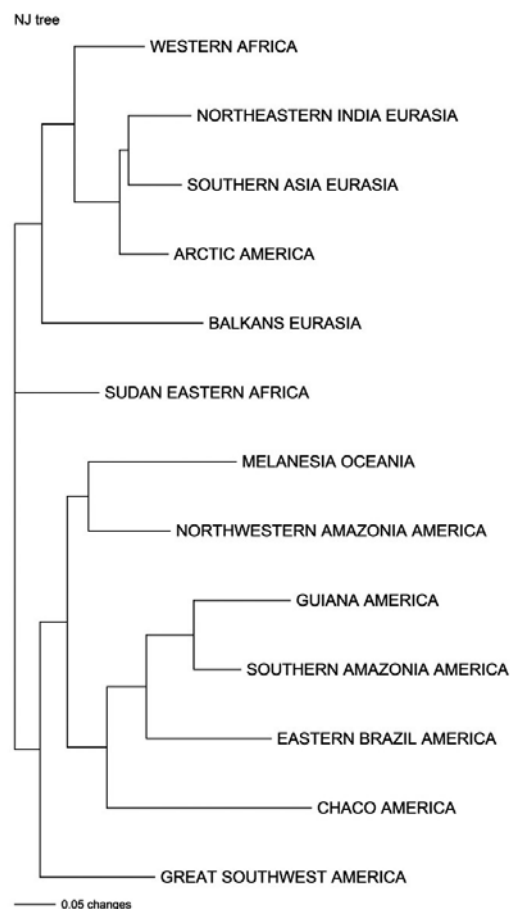 NJ tree
WESTERN AFRICA
NORTHEASTERN INDIA EURASIA
SOUTHERN ASIA EURASIA
ARCTIC AMERICA
BALKANS EURASIA
SUDAN EASTERN AFRICA
MELANESIA OCEANIA
NORTHWESTERN AMAZONIA AMERICA
GUIANA AMERICA
SOUTHERN AMAZONIA AMERICA
EASTERN BRAZIL AMERICA
CHACO AMERICA
GREAT SOUTHWEST AMERICA
0.05 changes